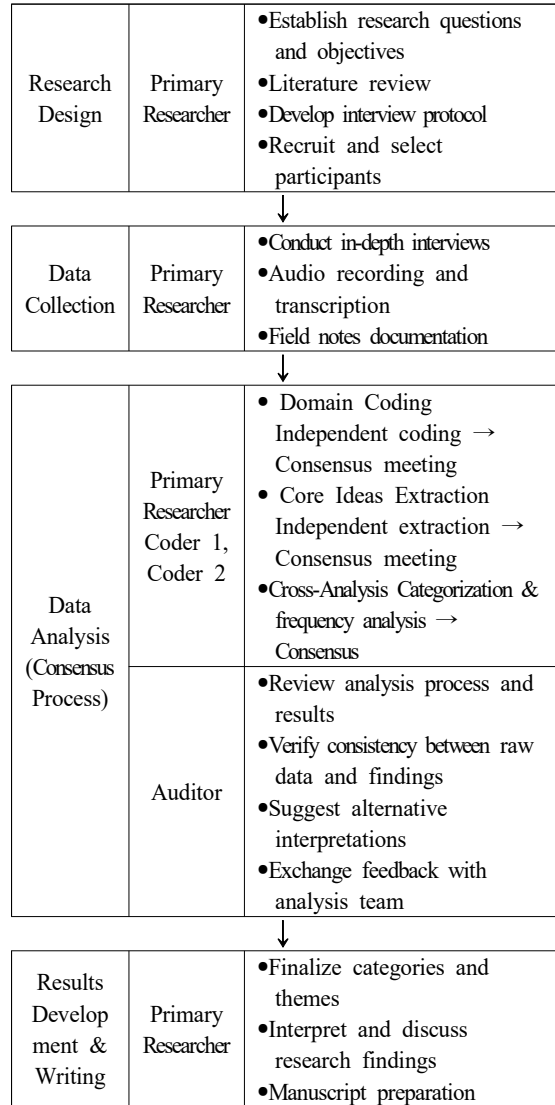 Research
Design
Primary
Researcher
•Establish research questions
and objectives
•Literature review
•Develop interview protocol
•Recruit and select
participants
↓
Data
Collection
Primary
Researcher
•Conduct in-depth interviews
•Audio recording and
transcription
•Field notes documentation
↓
Data
Analysis
(Consensus
Process)
Primary
Researcher
Coder 1,
Coder 2
• Domain Coding
Independent coding →
Consensus meeting
• Core Ideas Extraction
Independent extraction →
Consensus meeting
•Cross-Analysis Categorization &
frequency analysis →
Consensus
Auditor
•Review analysis process and
results
•Verify consistency between raw
data and findings
•Suggest alternative
interpretations
•Exchange feedback with
analysis team
↓
Results
Develop
ment &
Writing
Primary
Researcher
•Finalize categories and
themes
•Interpret and discuss
research findings
•Manuscript preparation